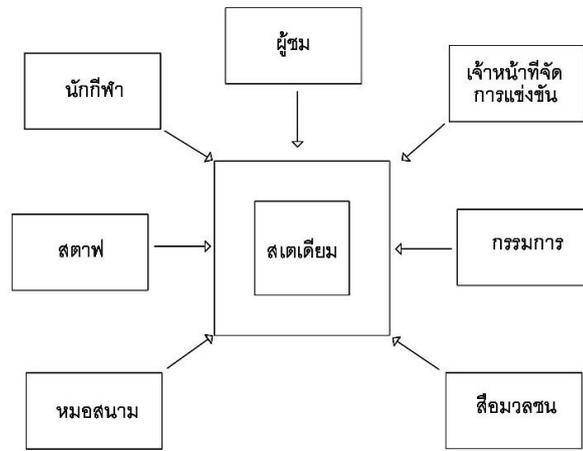 ผู้ชม
นักกีฬา
เจ้าหน้าที่จัด
การแข่งขัน
สตาฟ
สเตเดียม
กรรมการ
หมอสนาม
สื่อมวลชน